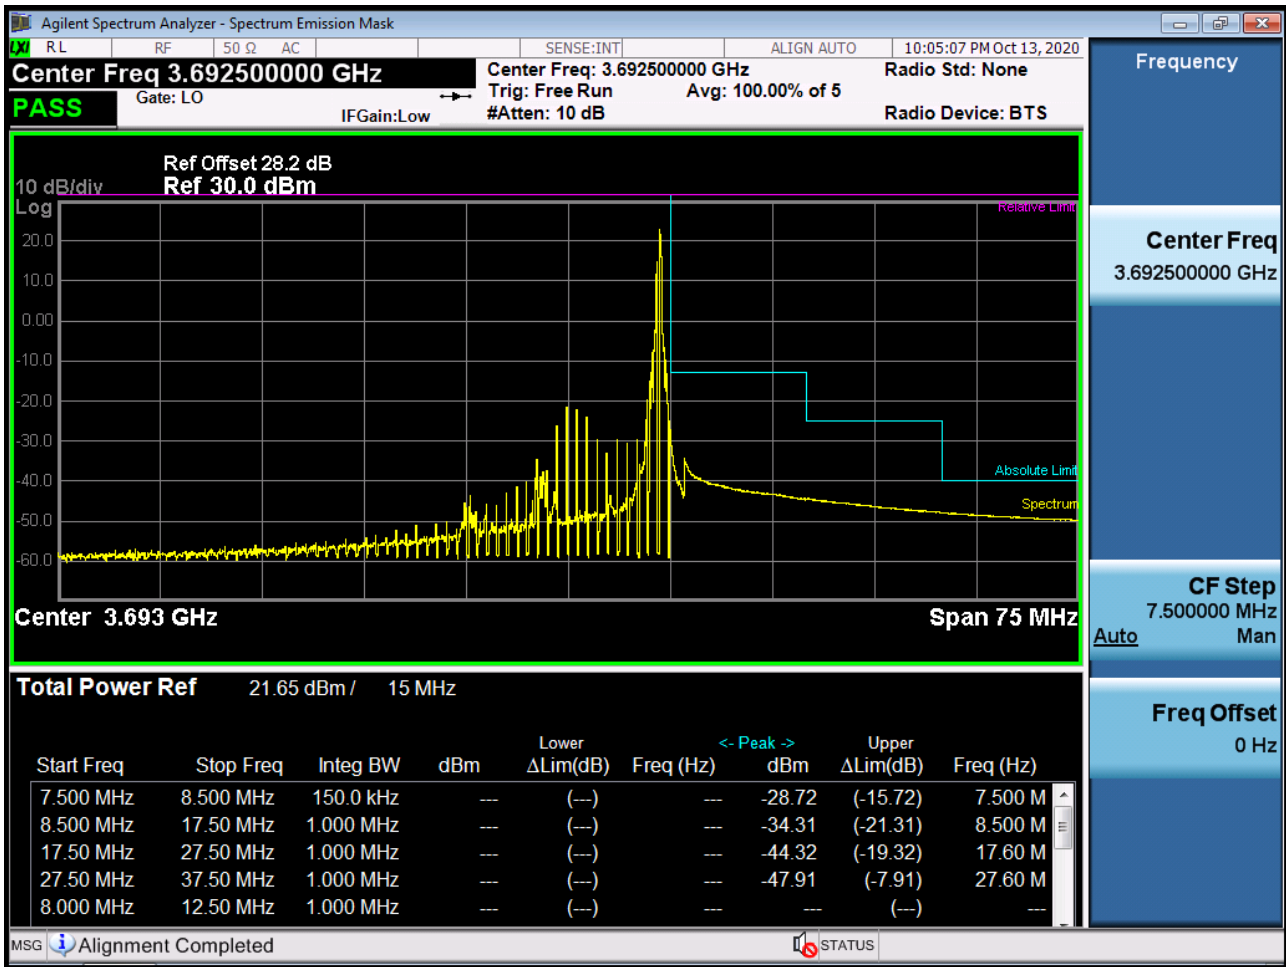 Agilent Spectrum Analyzer - Spectrum Emission Mask
LXI RL RF 50 Ω AC SENSE:INT ALIGN AUTO 10:05:07 PM Oct 13, 2020
Center Freq 3.692500000 GHz
Center Freq: 3.692500000 GHz
Radio Std: None
PASS
Gate: LO
Trig: Free Run
Avg: 100.00% of 5
IFGain:Low
#Atten: 10 dB
Radio Device: BTS
Ref Offset 28.2 dB
10 dB/div Ref 30.0 dBm
Log
Relative Limit
20.0
10.0
0.00
-10.0
-20.0
-30.0
-40.0
-50.0
-60.0
Absolute Limit
Spectrum
Center 3.693 GHz
Span 75 MHz
Total Power Ref 21.65 dBm / 15 MHz
Lower <- Peak -> Upper
Start Freq Stop Freq Integ BW dBm ΔLim(dB) Freq (Hz) dBm ΔLim(dB) Freq (Hz)
7.500 MHz 8.500 MHz 150.0 kHz --- (---) --- -28.72 (-15.72) 7.500 M
8.500 MHz 17.50 MHz 1.000 MHz --- (---) --- -34.31 (-21.31) 8.500 M
17.50 MHz 27.50 MHz 1.000 MHz --- (---) --- -44.32 (-19.32) 17.60 M
27.50 MHz 37.50 MHz 1.000 MHz --- (---) --- -47.91 (-7.91) 27.60 M
8.000 MHz 12.50 MHz 1.000 MHz --- (---) --- --- (---) ---
MSG Alignment Completed STATUS
Frequency
Center Freq
3.692500000 GHz
CF Step
7.500000 MHz
Auto Man
Freq Offset
0 Hz